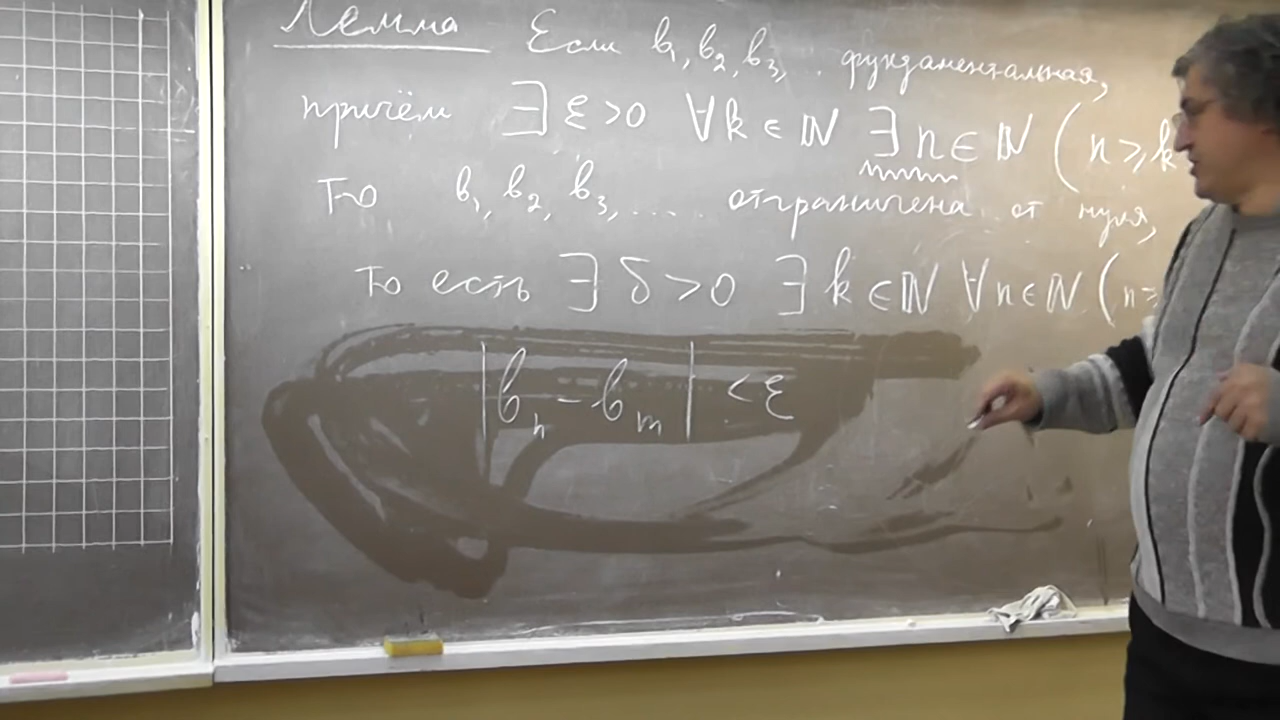 Лемма Если b₁, b₂, b₃, .. фундаментальная,
причём ∃ ε>0 ∀k∈ℕ ∃n∈ℕ (n⩾k
То b₁, b₂, b₃, .... отграничена от нуля,
то есть ∃ δ>0 ∃k∈ℕ ∀n∈ℕ (n⩾
|bₙ - bₘ| < ε